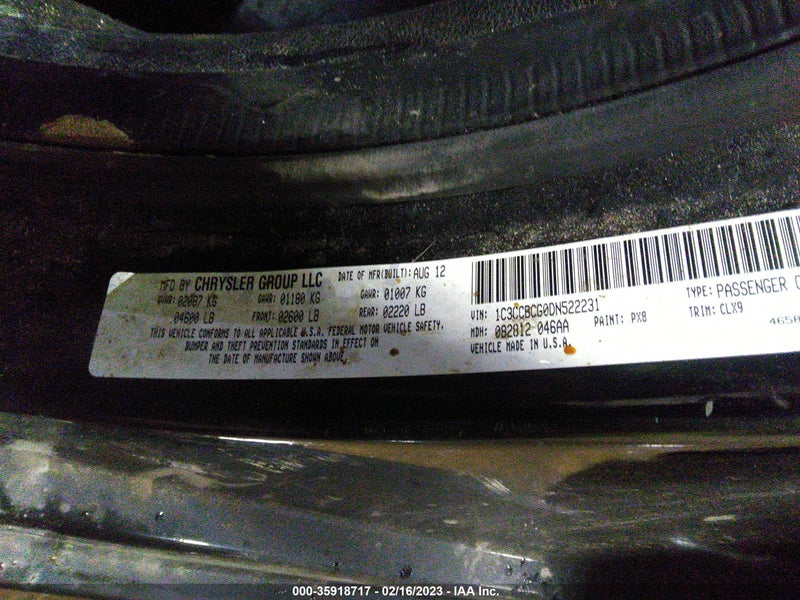 MFD BY CHRYSLER GROUP LLC DATE OF MFR(BUILT): AUG 12
GVWR: 02087 KG GAWR: 01180 KG GAWR: 01007 KG
04600 LB FRONT: 02600 LB REAR: 02220 LB
THIS VEHICLE CONFORMS TO ALL APPLICABLE U.S.A. FEDERAL MOTOR VEHICLE SAFETY,
BUMPER AND THEFT PREVENTION STANDARDS IN EFFECT ON
THE DATE OF MANUFACTURE SHOWN ABOVE.
VIN: 1C3CCBCG0DN522231 TYPE: PASSENGER
MDH: 082812 046AA PAINT: PX8 TRIM: CLX9
VEHICLE MADE IN U.S.A.
4658
000-35918717 - 02/16/2023 - IAA Inc.